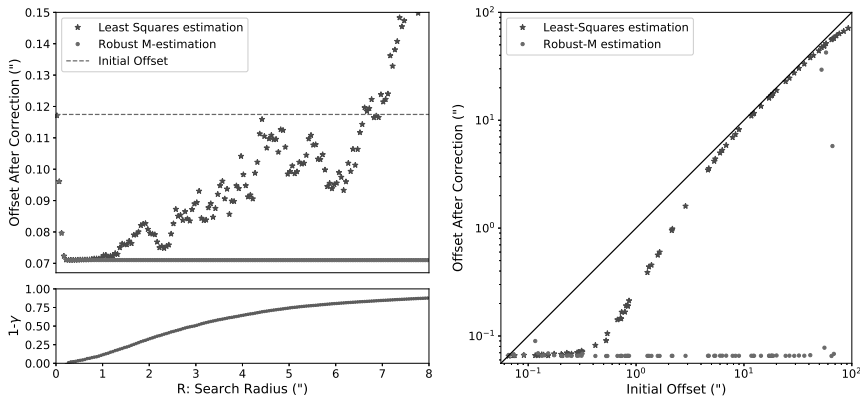 0.15
0.14
0.13
0.12
0.11
0.10
0.09
0.08
0.07
Offset After Correction (")
Least Squares estimation
Robust M-estimation
Initial Offset
1.00
0.75
0.50
0.25
0.00
1-γ
0 1 2 3 4 5 6 7 8
R: Search Radius (")
10²
10¹
10⁰
10⁻¹
Offset After Correction (")
Least-Squares estimation
Robust-M estimation
10⁻¹ 10⁰ 10¹ 10²
Initial Offset (")